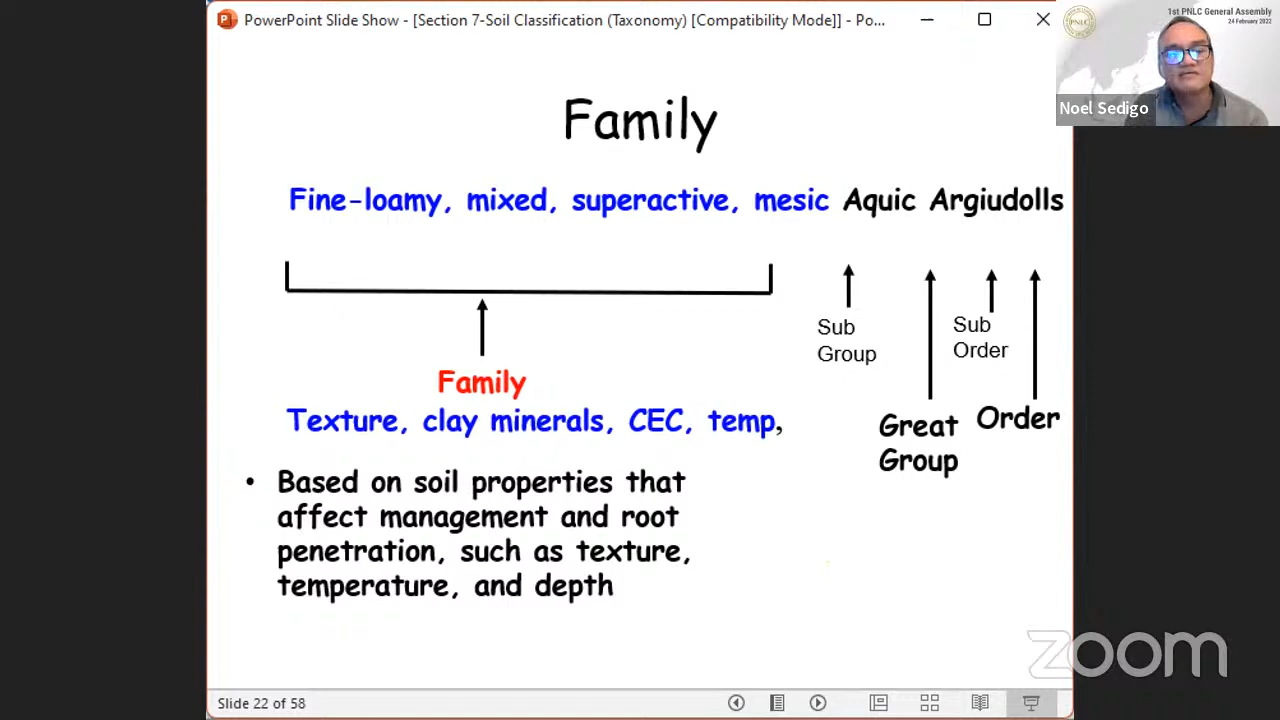 PowerPoint Slide Show - [Section 7-Soil Classification (Taxonomy) [Compatibility Mode]] - Po...
1st PNLC General Assembly
24 February 2022
PNLC
Noel Sedigo
Family
Fine-loamy, mixed, superactive, mesic Aquic Argiudolls
Sub
Group
Sub
Order
Family
Texture, clay minerals, CEC, temp,
Great
Group
Order
• Based on soil properties that
affect management and root
penetration, such as texture,
temperature, and depth
zoom
Slide 22 of 58